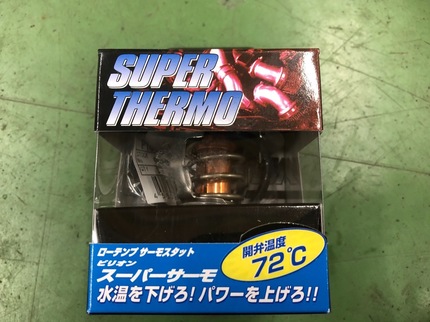 SUPER
THERMO
ローテンプ サーモスタット
ビリオン
スーパーサーモ
開弁温度
72℃
水温を下げろ! パワーを上げろ!!